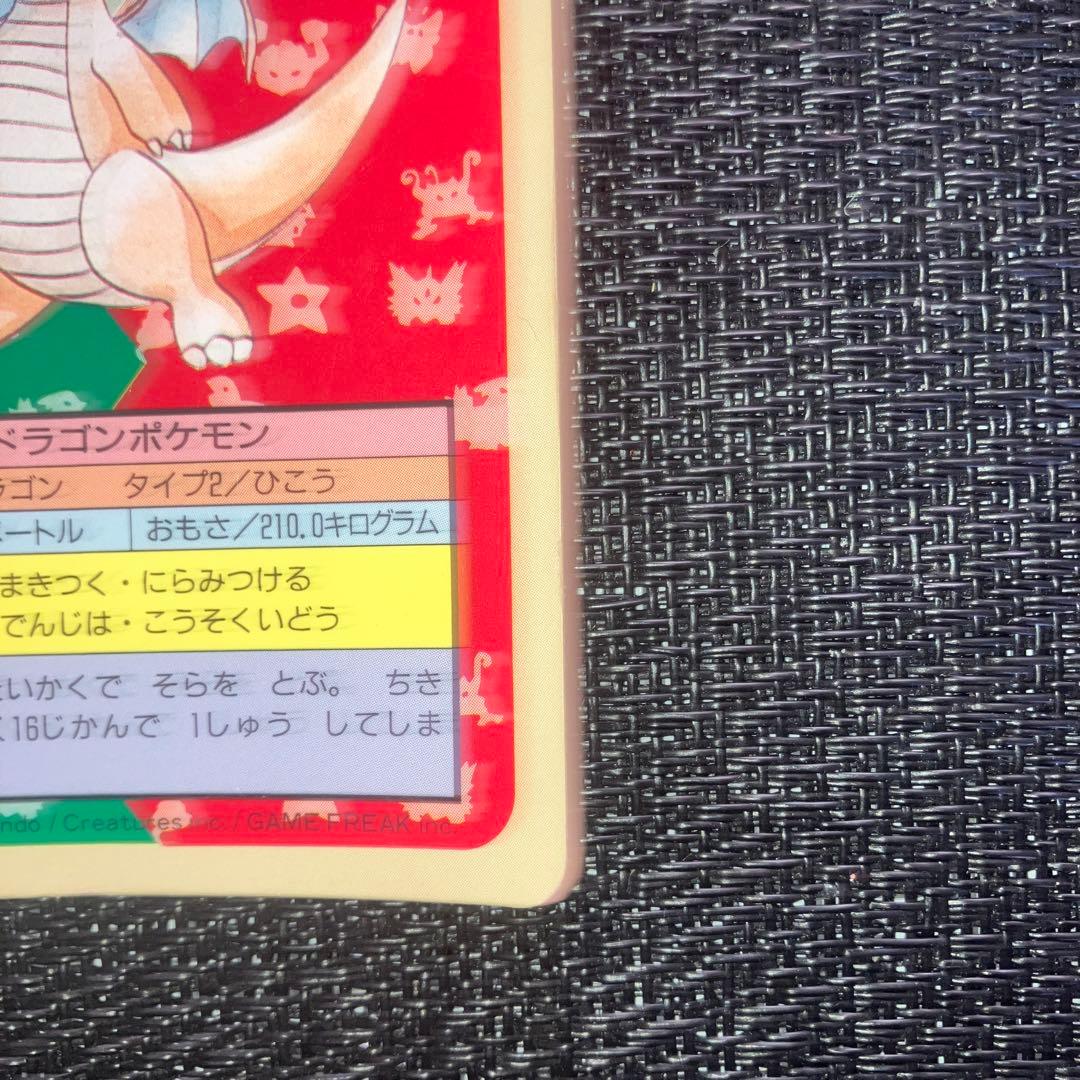 ドラゴンポケモン
ラゴン タイプ2/ひこう
ートル おもさ/210.0キログラム
まきつく・にらみつける
でんじは・こうそくいどう
いかくで そらを とぶ。 ちき
く16じかんで 1しゅう してしま
ndo / Creatures inc. / GAME FREAK inc.